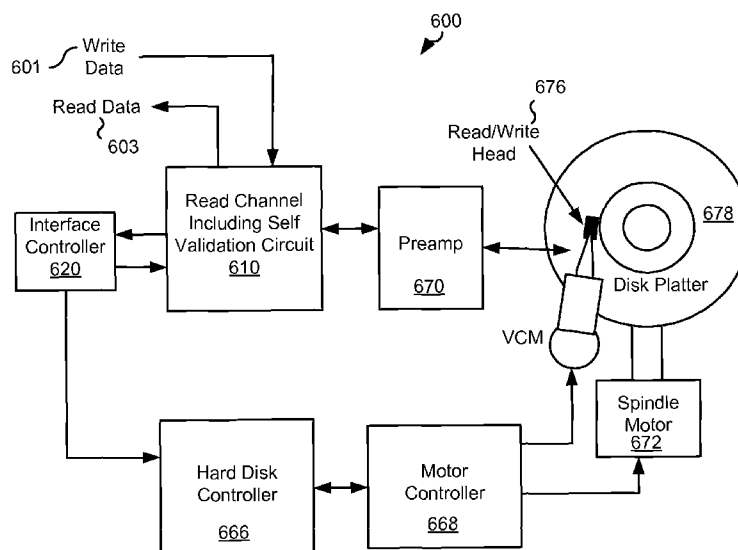 600
601
Write
Data
Read Data
603
676
Read/Write
Head
Read Channel
Including Self
Validation Circuit
610
Interface
Controller
620
Preamp
670
678
Disk Platter
VCM
Spindle
Motor
672
Hard Disk
Controller
666
Motor
Controller
668